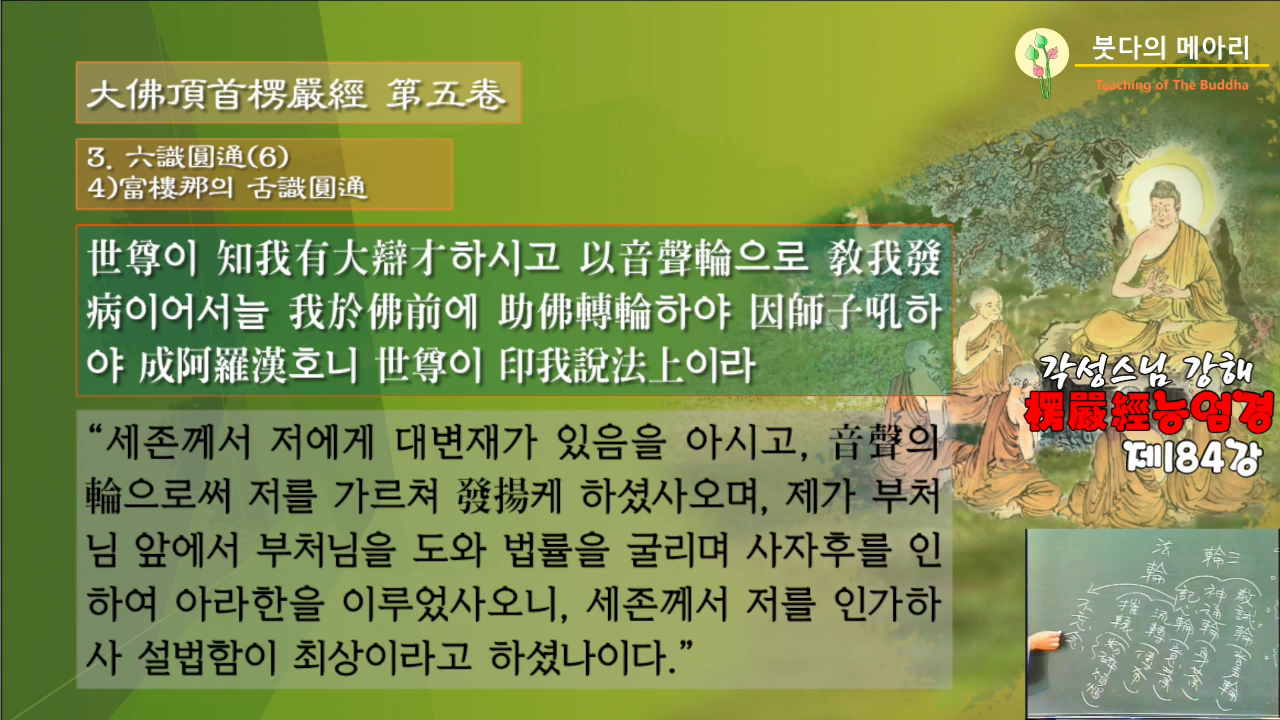 붓다의 메아리
Teaching of The Buddha
大佛頂首楞嚴經 第五卷
3. 六識圓通(6)
4)富樓那의 舌識圓通
世尊이 知我有大辯才하시고 以音聲輪으로 敎我發
病이어서늘 我於佛前에 助佛轉輪하야 因師子吼하
야 成阿羅漢호니 世尊이 印我說法上이라
“세존께서 저에게 대변재가 있음을 아시고, 音聲의
輪으로써 저를 가르쳐 發揚케 하셨사오며, 제가 부처
님 앞에서 부처님을 도와 법률을 굴리며 사자후를 인
하여 아라한을 이루었사오니, 세존께서 저를 인가하
사 설법함이 최상이라고 하셨나이다.”
각성스님 강해
楞嚴經능엄경
제184강
三輪
法輪
神通輪